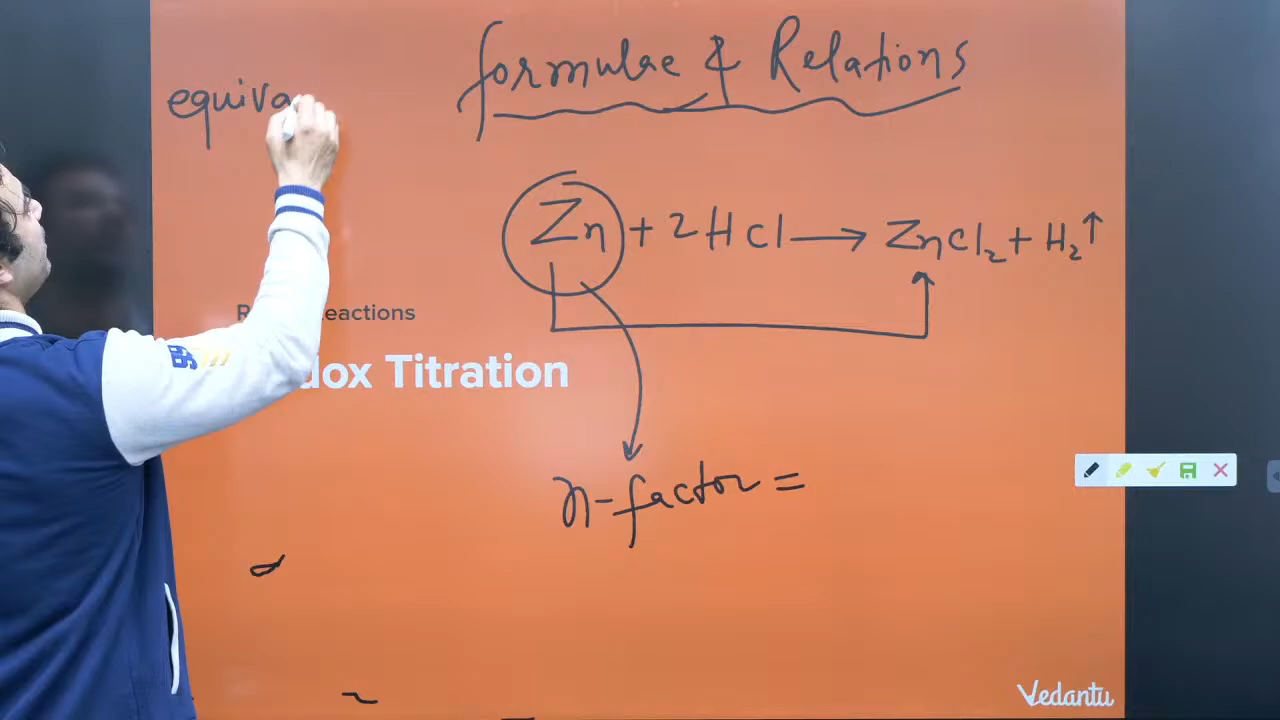 formulae & Relations
equiva
Zn + 2HCl → ZnCl₂ + H₂↑
eactions
dox Titration
n-factor =
Vedantu